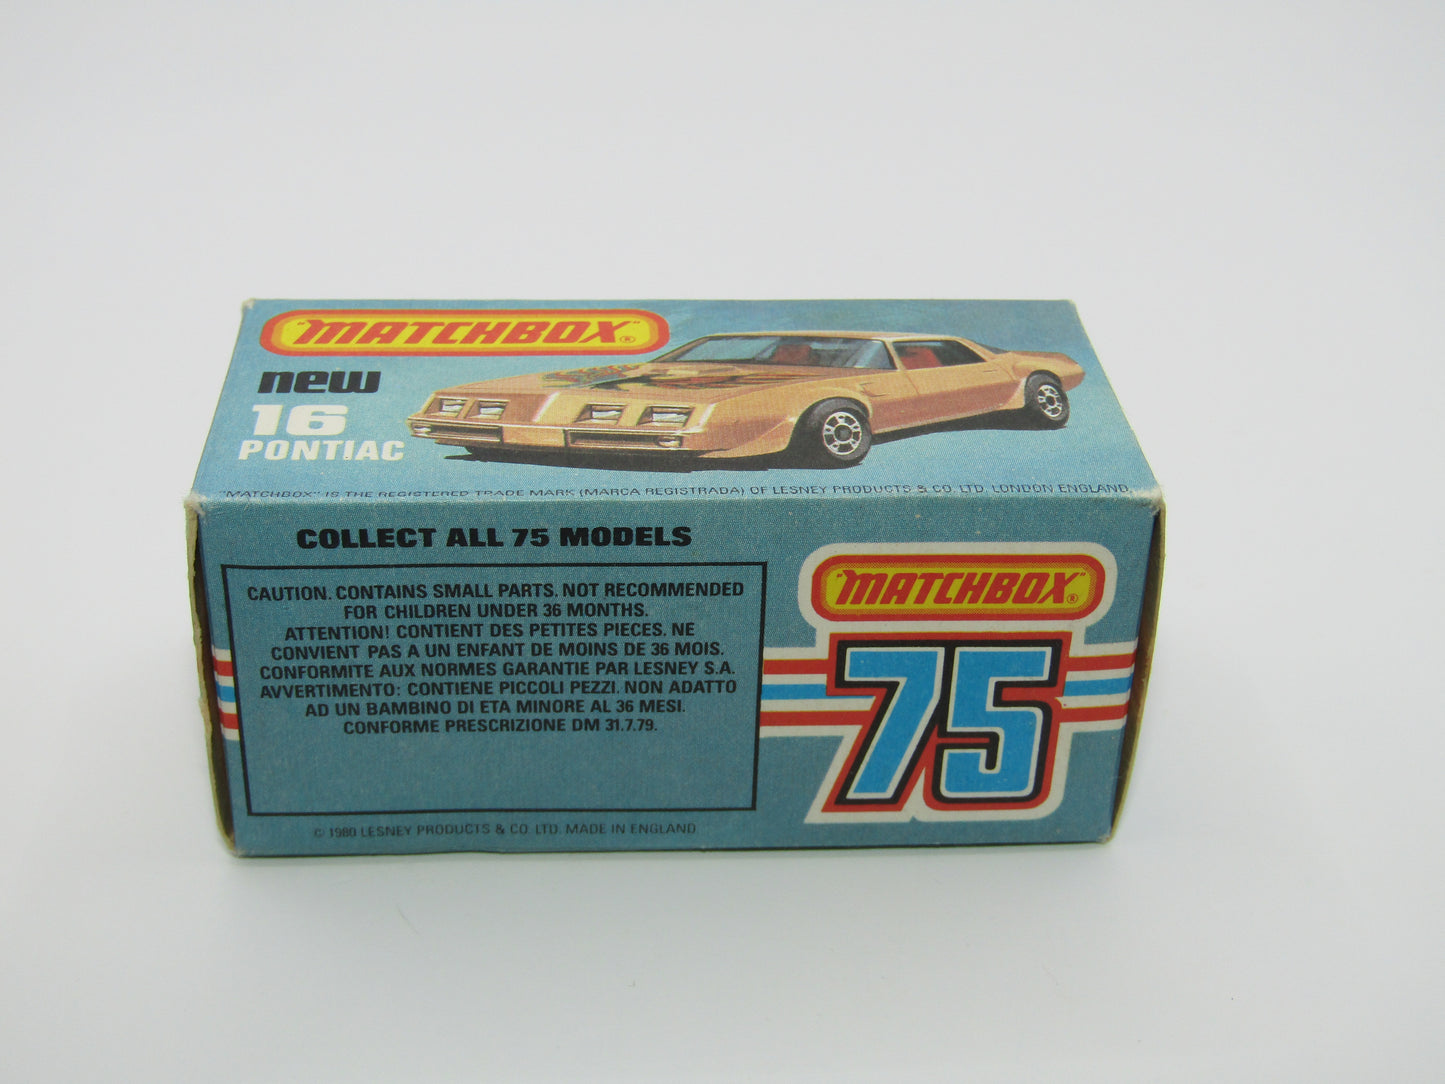 "MATCHBOX"®
new
16
PONTIAC
"MATCHBOX" IS THE REGISTERED TRADE MARK (MARCA REGISTRADA) OF LESNEY PRODUCTS & CO. LTD. LONDON ENGLAND.
COLLECT ALL 75 MODELS
CAUTION. CONTAINS SMALL PARTS. NOT RECOMMENDED
FOR CHILDREN UNDER 36 MONTHS.
ATTENTION! CONTIENT DES PETITES PIECES. NE
CONVIENT PAS A UN ENFANT DE MOINS DE 36 MOIS.
CONFORMITE AUX NORMES GARANTIE PAR LESNEY S.A.
AVVERTIMENTO: CONTIENE PICCOLI PEZZI. NON ADATTO
AD UN BAMBINO DI ETA MINORE AL 36 MESI.
CONFORME PRESCRIZIONE DM 31.7.79.
© 1980 LESNEY PRODUCTS & CO. LTD. MADE IN ENGLAND
"MATCHBOX"®
75